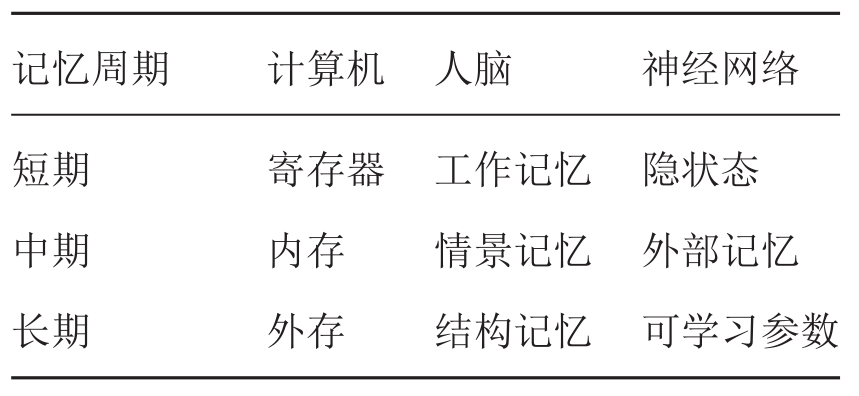 记忆周期 计算机 人脑 神经网络
短期 寄存器 工作记忆 隐状态
中期 内存 情景记忆 外部记忆
长期 外存 结构记忆 可学习参数